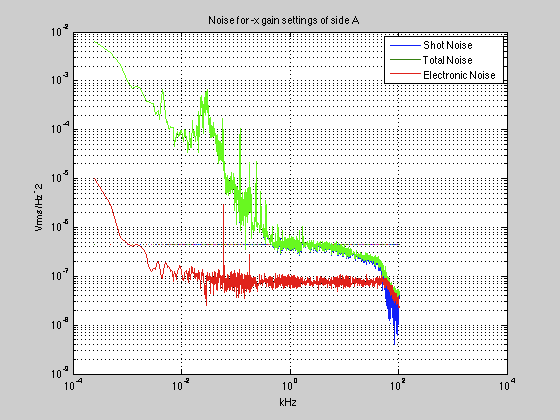 Noise for -x gain settings of side A
Shot Noise
Total Noise
Electronic Noise
Vrms/Hz^2
10^-2
10^-3
10^-4
10^-5
10^-6
10^-7
10^-8
10^-9
10^-4
10^-2
10^0
10^2
10^4
kHz